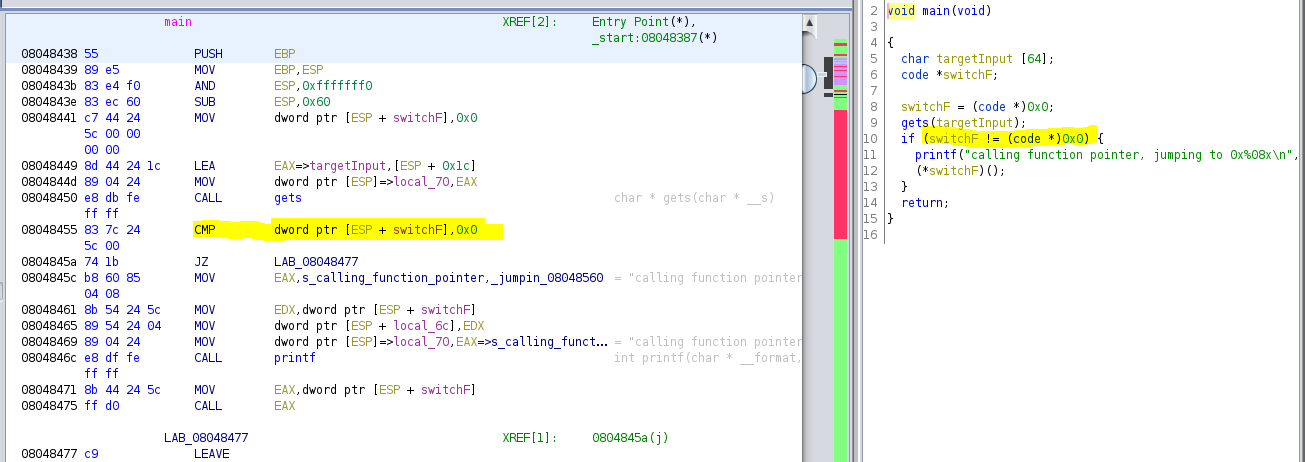 main XREF[2]: Entry Point(*),
_start:08048387(*)
08048438 55 PUSH EBP
08048439 89 e5 MOV EBP,ESP
0804843b 83 e4 f0 AND ESP,0xfffffff0
0804843e 83 ec 60 SUB ESP,0x60
08048441 c7 44 24 MOV dword ptr [ESP + switchF],0x0
5c 00 00
00 00
08048449 8d 44 24 1c LEA EAX=>targetInput,[ESP + 0x1c]
0804844d 89 04 24 MOV dword ptr [ESP]=>local_70,EAX
08048450 e8 db fe CALL gets char * gets(char * __s)
ff ff
08048455 83 7c 24 CMP dword ptr [ESP + switchF],0x0
5c 00
0804845a 74 1b JZ LAB_08048477
0804845c b8 60 85 MOV EAX,s_calling_function_pointer,_jumpin_08048560 = "calling function pointer
04 08
08048461 8b 54 24 5c MOV EDX,dword ptr [ESP + switchF]
08048465 89 54 24 04 MOV dword ptr [ESP + local_6c],EDX
08048469 89 04 24 MOV dword ptr [ESP]=>local_70,EAX=>s_calling_funct... = "calling function pointer
0804846c e8 df fe CALL printf int printf(char * __format,
ff ff
08048471 8b 44 24 5c MOV EAX,dword ptr [ESP + switchF]
08048475 ff d0 CALL EAX
LAB_08048477 XREF[1]: 0804845a(j)
08048477 c9 LEAVE
2 void main(void)
3
4 {
5 char targetInput [64];
6 code *switchF;
7
8 switchF = (code *)0x0;
9 gets(targetInput);
10 if (switchF != (code *)0x0) {
11 printf("calling function pointer, jumping to 0x%08x\n",
12 (*switchF)();
13 }
14 return;
15 }
16